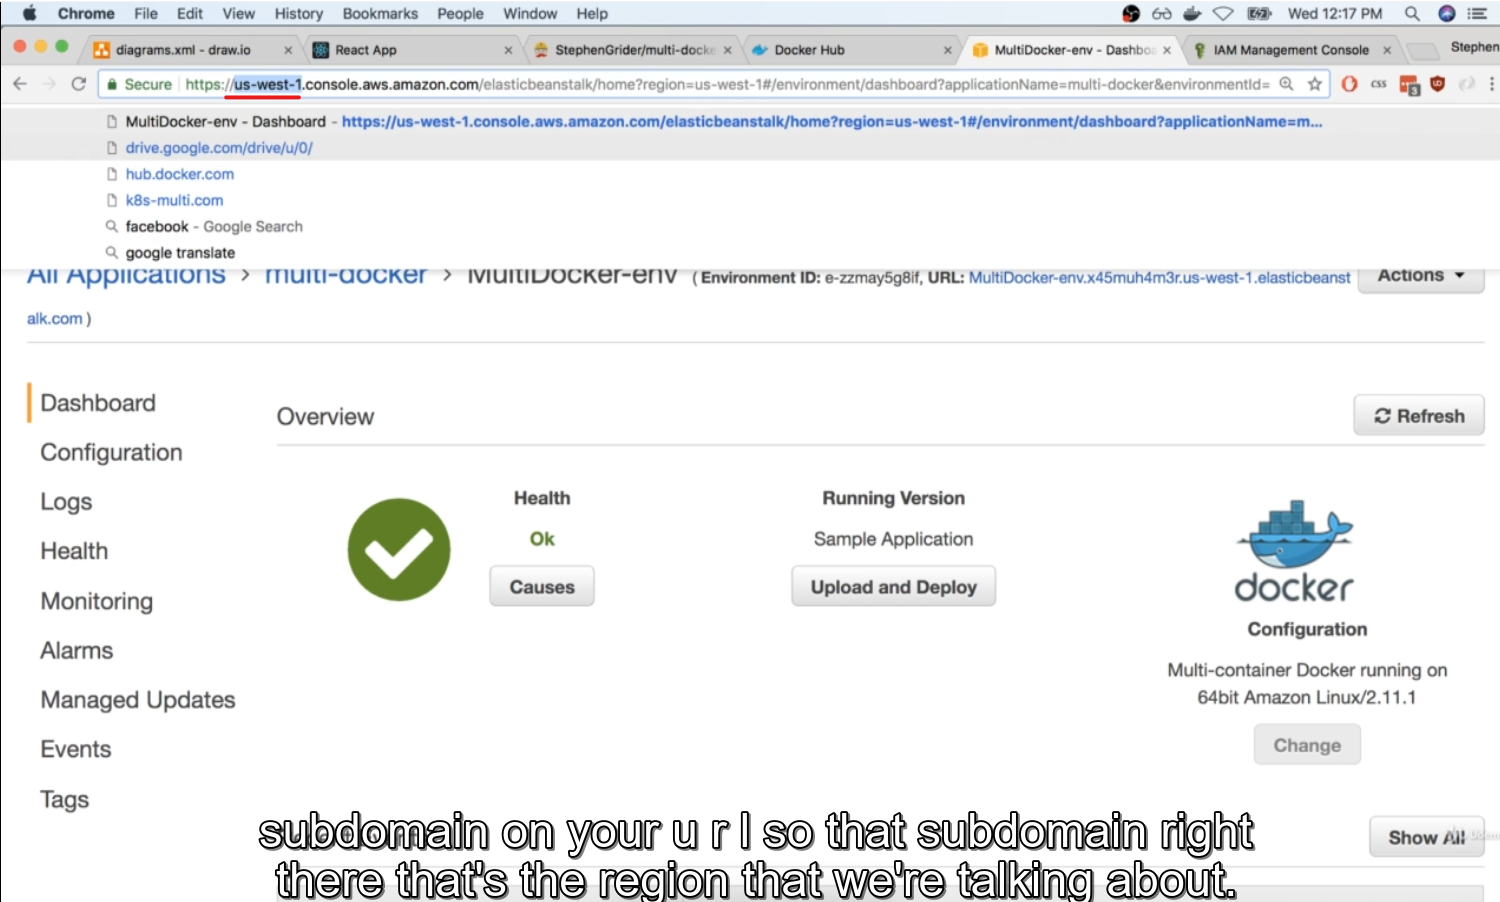 Chrome File Edit View History Bookmarks People Window Help Wed 12:17 PM
diagrams.xml - draw.io × React App × StephenGrider/multi-docke × Docker Hub × MultiDocker-env - Dashboa × IAM Management Console × Stephen
Secure https://us-west-1.console.aws.amazon.com/elasticbeanstalk/home?region=us-west-1#/environment/dashboard?applicationName=multi-docker&environmentId= css 3
MultiDocker-env - Dashboard - https://us-west-1.console.aws.amazon.com/elasticbeanstalk/home?region=us-west-1#/environment/dashboard?applicationName=m...
drive.google.com/drive/u/0/
hub.docker.com
k8s-multi.com
facebook - Google Search
google translate
All Applications > multi-docker > MultiDocker-env ( Environment ID: e-zzmay5g8if, URL: MultiDocker-env.x45muh4m3r.us-west-1.elasticbeanst Actions
alk.com )
Dashboard
Configuration
Logs
Health
Monitoring
Alarms
Managed Updates
Events
Tags
Overview
Refresh
Health
Ok
Causes
Running Version
Sample Application
Upload and Deploy
docker
Configuration
Multi-container Docker running on
64bit Amazon Linux/2.11.1
Change
Show All
subdomain on your u r l so that subdomain right
there that's the region that we're talking about.